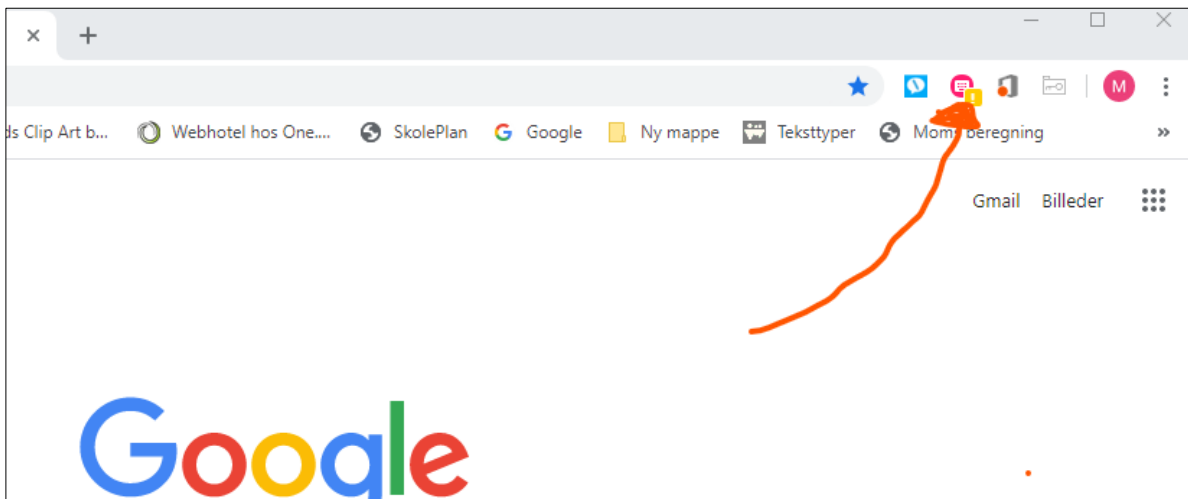 M
ds Clip Art b... Webhotel hos One.... SkolePlan G Google Ny mappe Teksttyper Moms beregning »
Gmail Billeder
Google